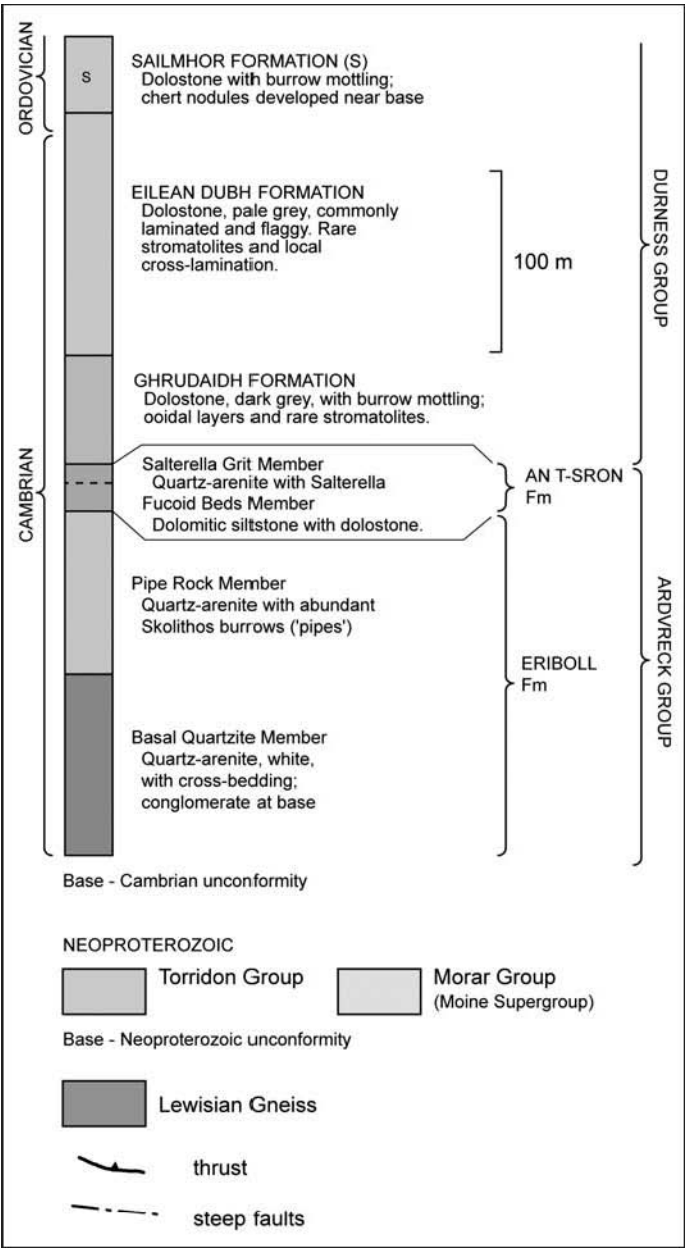 ORDOVICIAN
S
SAILMHOR FORMATION (S)
Dolostone with burrow mottling;
chert nodules developed near base
EILEAN DUBH FORMATION
Dolostone, pale grey, commonly
laminated and flaggy. Rare
stromatolites and local
cross-lamination.
100 m
DURNESS GROUP
CAMBRIAN
GHRUDAIDH FORMATION
Dolostone, dark grey, with burrow mottling;
ooidal layers and rare stromatolites.
Salterella Grit Member
Quartz-arenite with Salterella
Fucoid Beds Member
Dolomitic siltstone with dolostone.
AN T-SRON
Fm
Pipe Rock Member
Quartz-arenite with abundant
Skolithos burrows ('pipes')
ERIBOLL
Fm
ARDVRECK GROUP
Basal Quartzite Member
Quartz-arenite, white,
with cross-bedding;
conglomerate at base
Base - Cambrian unconformity
NEOPROTEROZOIC
Torridon Group
Morar Group
(Moine Supergroup)
Base - Neoproterozoic unconformity
Lewisian Gneiss
thrust
steep faults